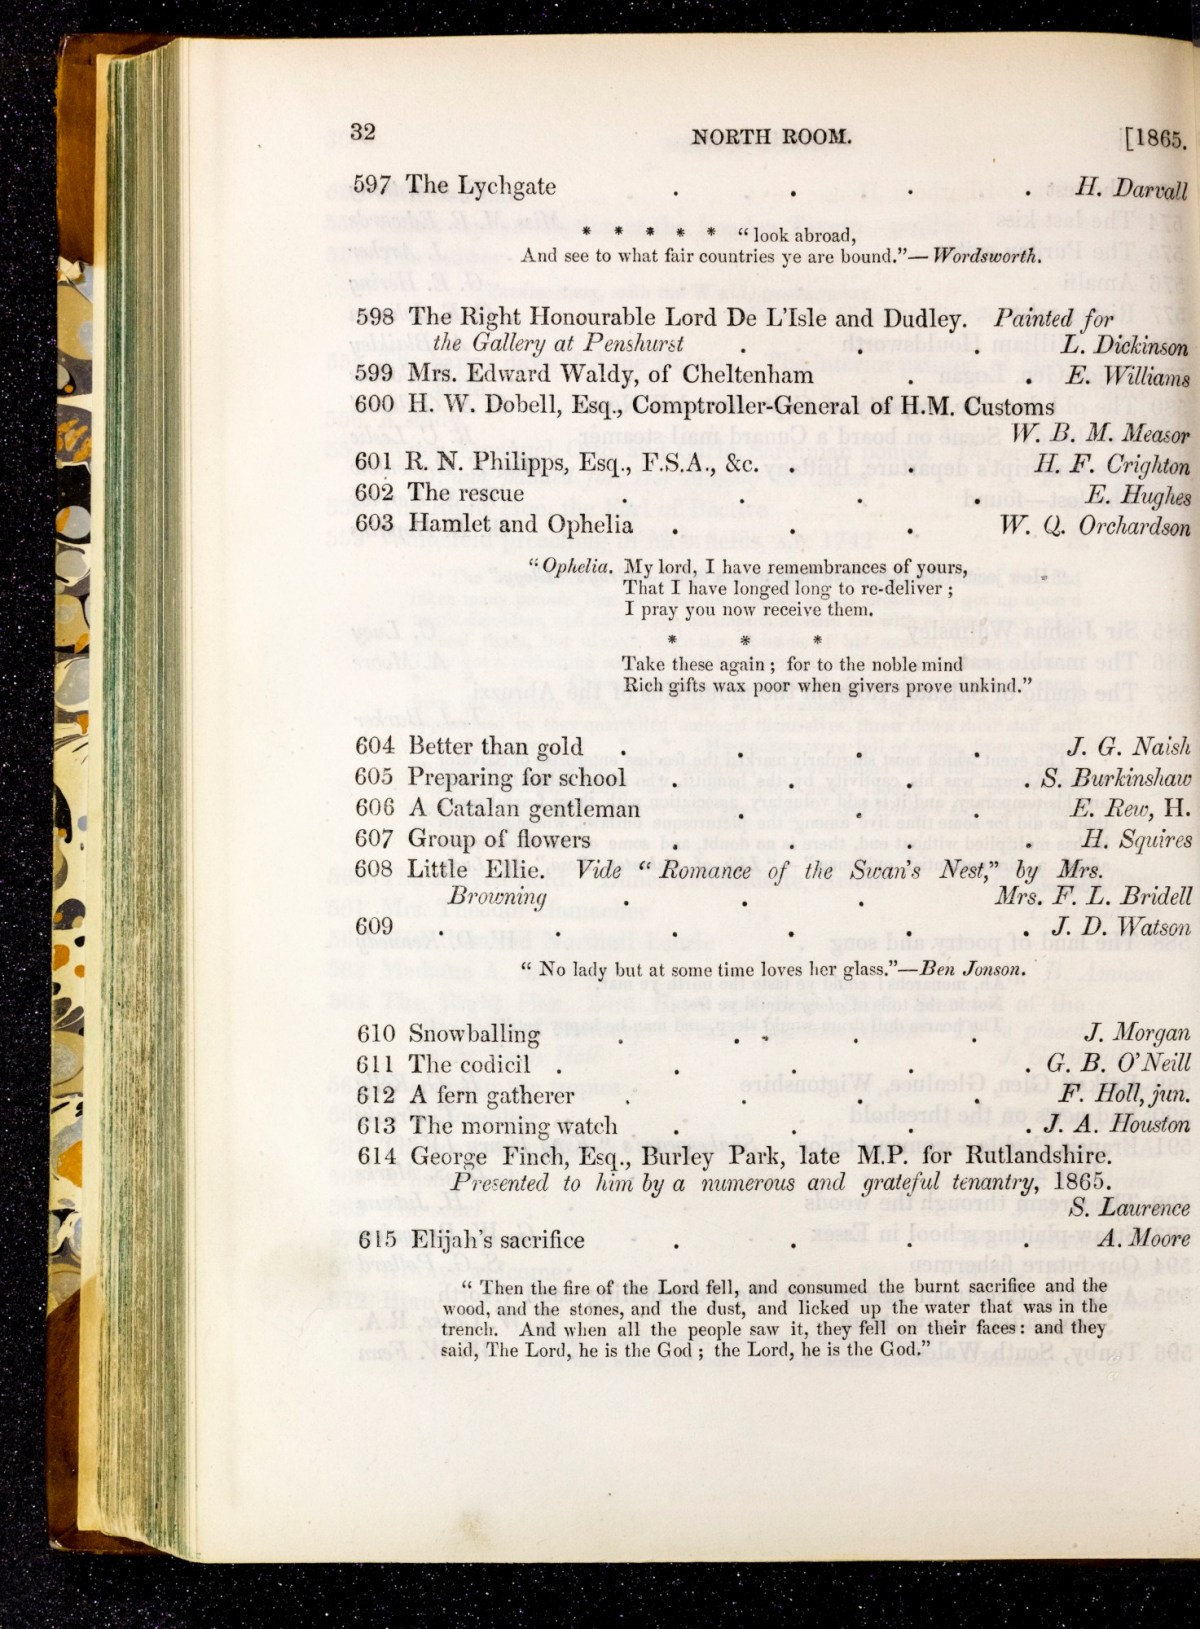 32 NORTH ROOM. [1865.
597 The Lychgate . . . . H. Darvall
* * * * * “look abroad,
And see to what fair countries ye are bound.”—Wordsworth.
598 The Right Honourable Lord De L’Isle and Dudley. Painted for
the Gallery at Penshurst . . . L. Dickinson
599 Mrs. Edward Waldy, of Cheltenham . . E. Williams
600 H. W. Dobell, Esq., Comptroller-General of H.M. Customs
W. B. M. Measor
601 R. N. Philipps, Esq., F.S.A., &c. . . H. F. Crighton
602 The rescue . . . . E. Hughes
603 Hamlet and Ophelia . . . W. Q. Orchardson
“Ophelia. My lord, I have remembrances of yours,
That I have longed long to re-deliver ;
I pray you now receive them.
* * *
Take these again ; for to the noble mind
Rich gifts wax poor when givers prove unkind.”
604 Better than gold . . . . J. G. Naish
605 Preparing for school . . . . S. Burkinshaw
606 A Catalan gentleman . . . E. Rew, H.
607 Group of flowers . . . . H. Squires
608 Little Ellie. Vide “Romance of the Swan’s Nest,” by Mrs.
Browning . . . Mrs. F. L. Bridell
609 . . . . . . J. D. Watson
“ No lady but at some time loves her glass.”—Ben Jonson.
610 Snowballing . . . . J. Morgan
611 The codicil . . . . . G. B. O’Neill
612 A fern gatherer . . . . F. Holl, jun.
613 The morning watch . . . . J. A. Houston
614 George Finch, Esq., Burley Park, late M.P. for Rutlandshire.
Presented to him by a numerous and grateful tenantry, 1865.
S. Laurence
615 Elijah’s sacrifice . . . . A. Moore
“ Then the fire of the Lord fell, and consumed the burnt sacrifice and the
wood, and the stones, and the dust, and licked up the water that was in the
trench. And when all the people saw it, they fell on their faces: and they
said, The Lord, he is the God ; the Lord, he is the God.”